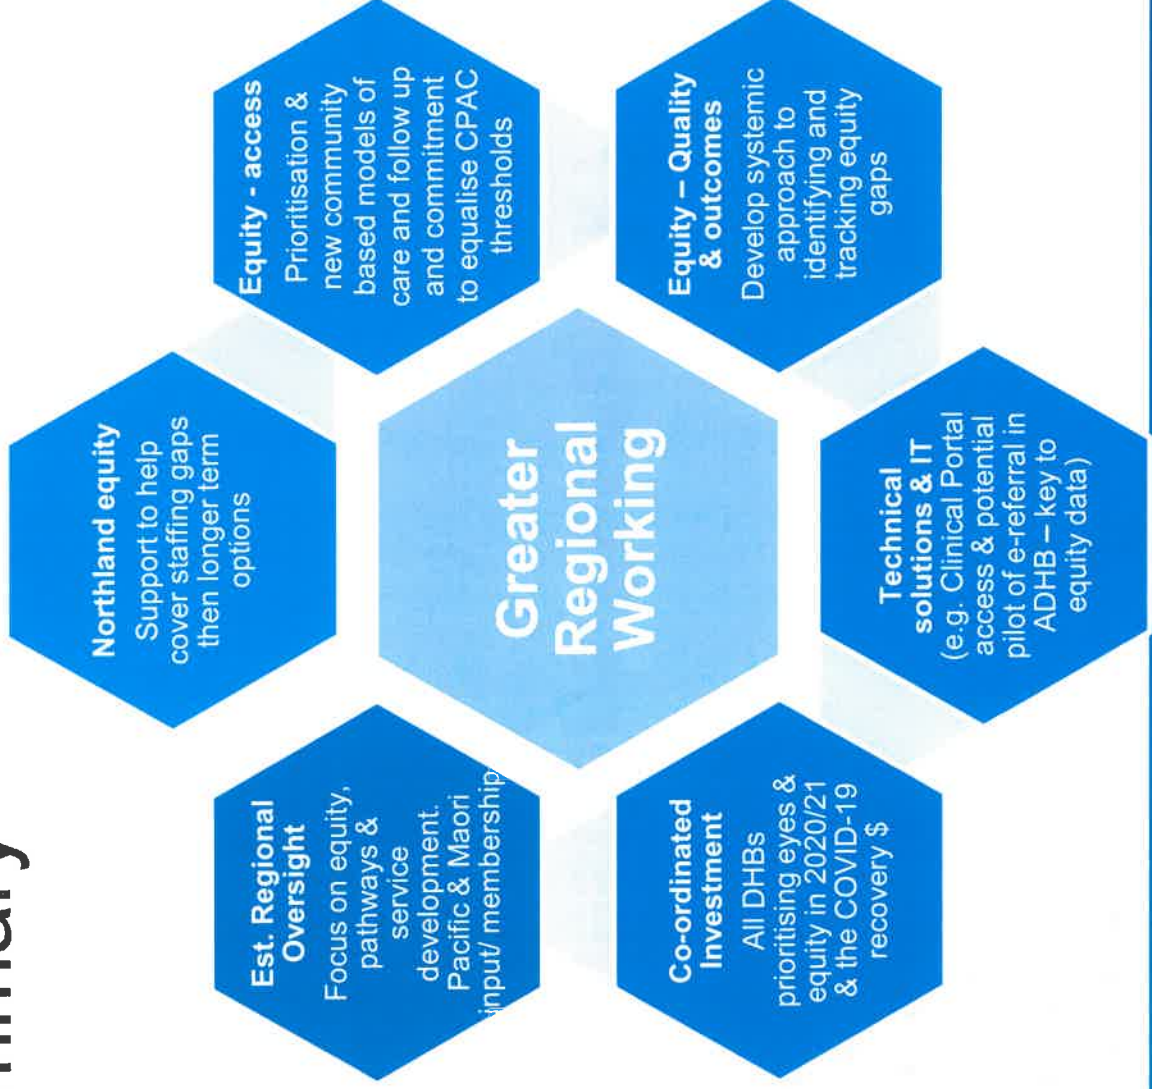 Northland equity
Support to help
cover staffing gaps
then longer term
options
Equity - access
Prioritisation &
new community
based models of
care and follow up
and commitment
to equalise CPAC
thresholds
Equity – Quality
& outcomes
Develop systemic
approach to
identifying and
tracking equity
gaps
Technical
solutions & IT
(e.g. Clinical Portal
access & potential
pilot of e-referral in
ADHB – key to
equity data)
Co-ordinated
Investment
All DHBs
prioritising eyes &
equity in 2020/21
& the COVID-19
recovery $
Est. Regional
Oversight
Focus on equity,
pathways &
service
development.
Pacific & Maori
input/ membership
Greater
Regional
Working